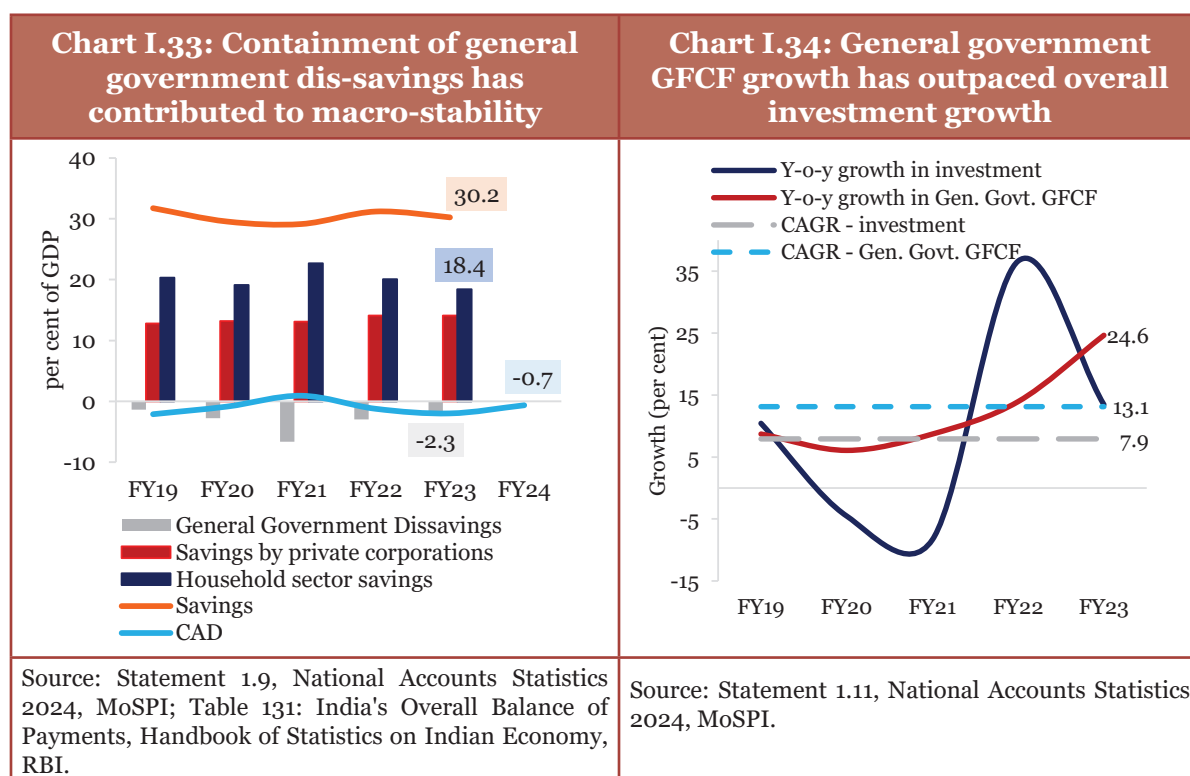 Chart I.33: Containment of general
government dis-savings has
contributed to macro-stability
40
30
20
10
0
-10
per cent of GDP
30.2
18.4
-0.7
-2.3
FY19 FY20 FY21 FY22 FY23 FY24
General Government Dissavings
Savings by private corporations
Household sector savings
Savings
CAD
Source: Statement 1.9, National Accounts Statistics
2024, MoSPI; Table 131: India's Overall Balance of
Payments, Handbook of Statistics on Indian Economy,
RBI.
Chart I.34: General government
GFCF growth has outpaced overall
investment growth
Y-o-y growth in investment
Y-o-y growth in Gen. Govt. GFCF
CAGR - investment
CAGR - Gen. Govt. GFCF
35
25
15
5
-5
-15
Growth (per cent)
24.6
13.1
7.9
FY19 FY20 FY21 FY22 FY23
Source: Statement 1.11, National Accounts Statistics
2024, MoSPI.